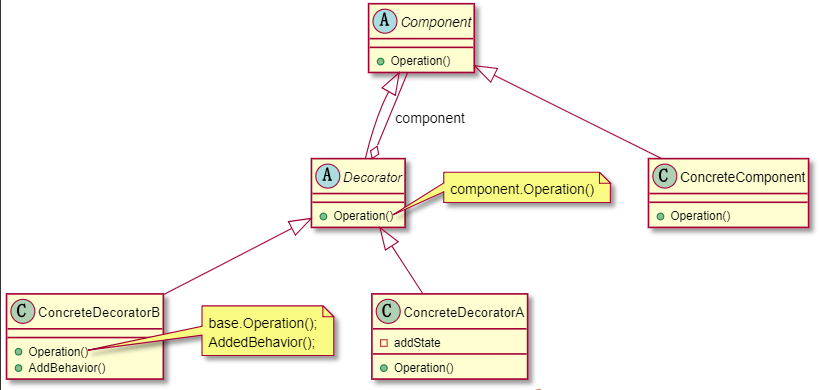 A Component
Operation()
component
A Decorator
Operation()
component.Operation()
C ConcreteComponent
Operation()
C ConcreteDecoratorB
Operation()
AddBehavior()
base.Operation();
AddedBehavior();
C ConcreteDecoratorA
addState
Operation()